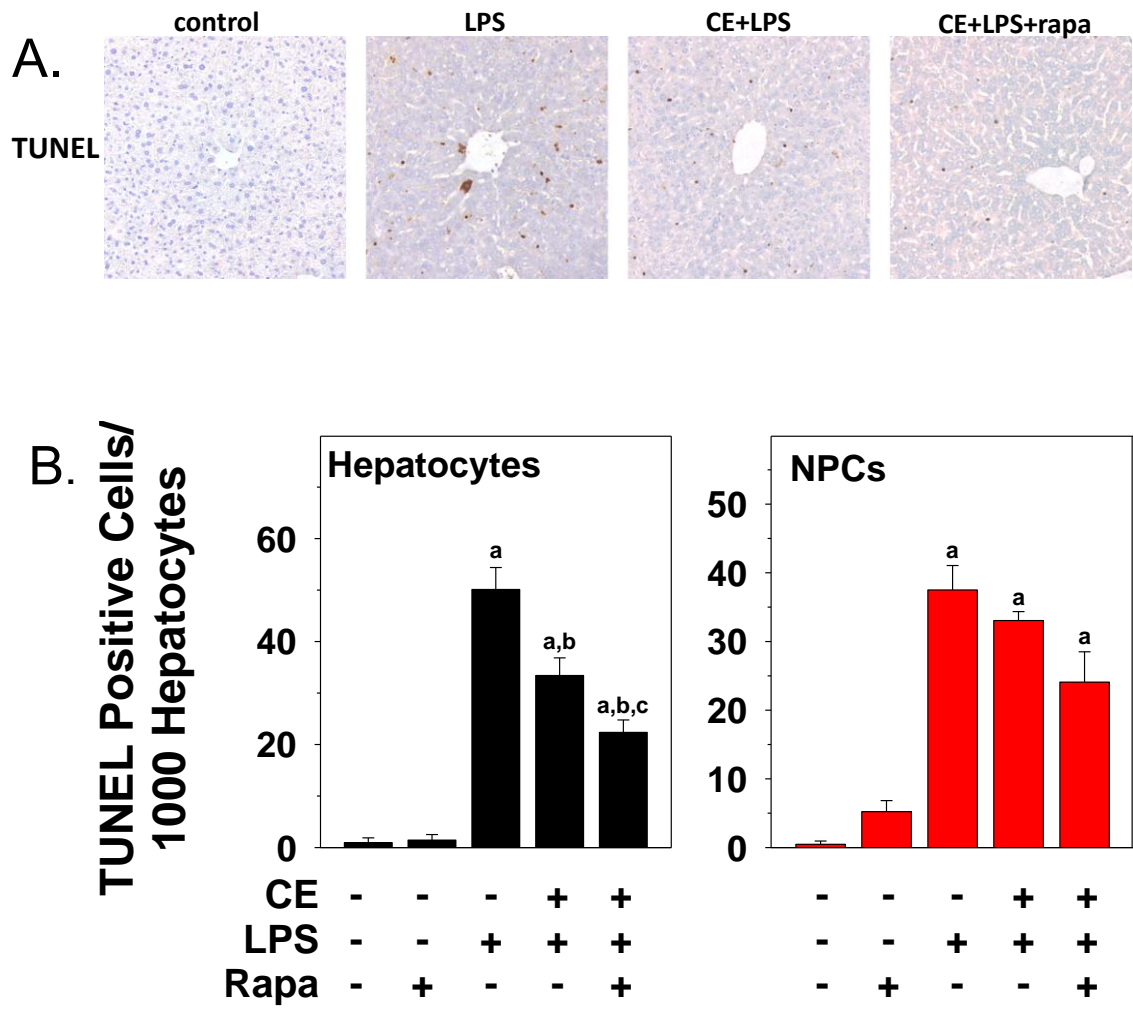 control LPS CE+LPS CE+LPS+rapa
A.
TUNEL
B.
TUNEL Positive Cells/
1000 Hepatocytes
Hepatocytes
60
40
20
0
a
a,b
a,b,c
NPCs
50
40
30
20
10
0
a
a
a
CE - - - + + - - - + +
LPS - - + + + - - + + +
Rapa - + - - + - + - - +